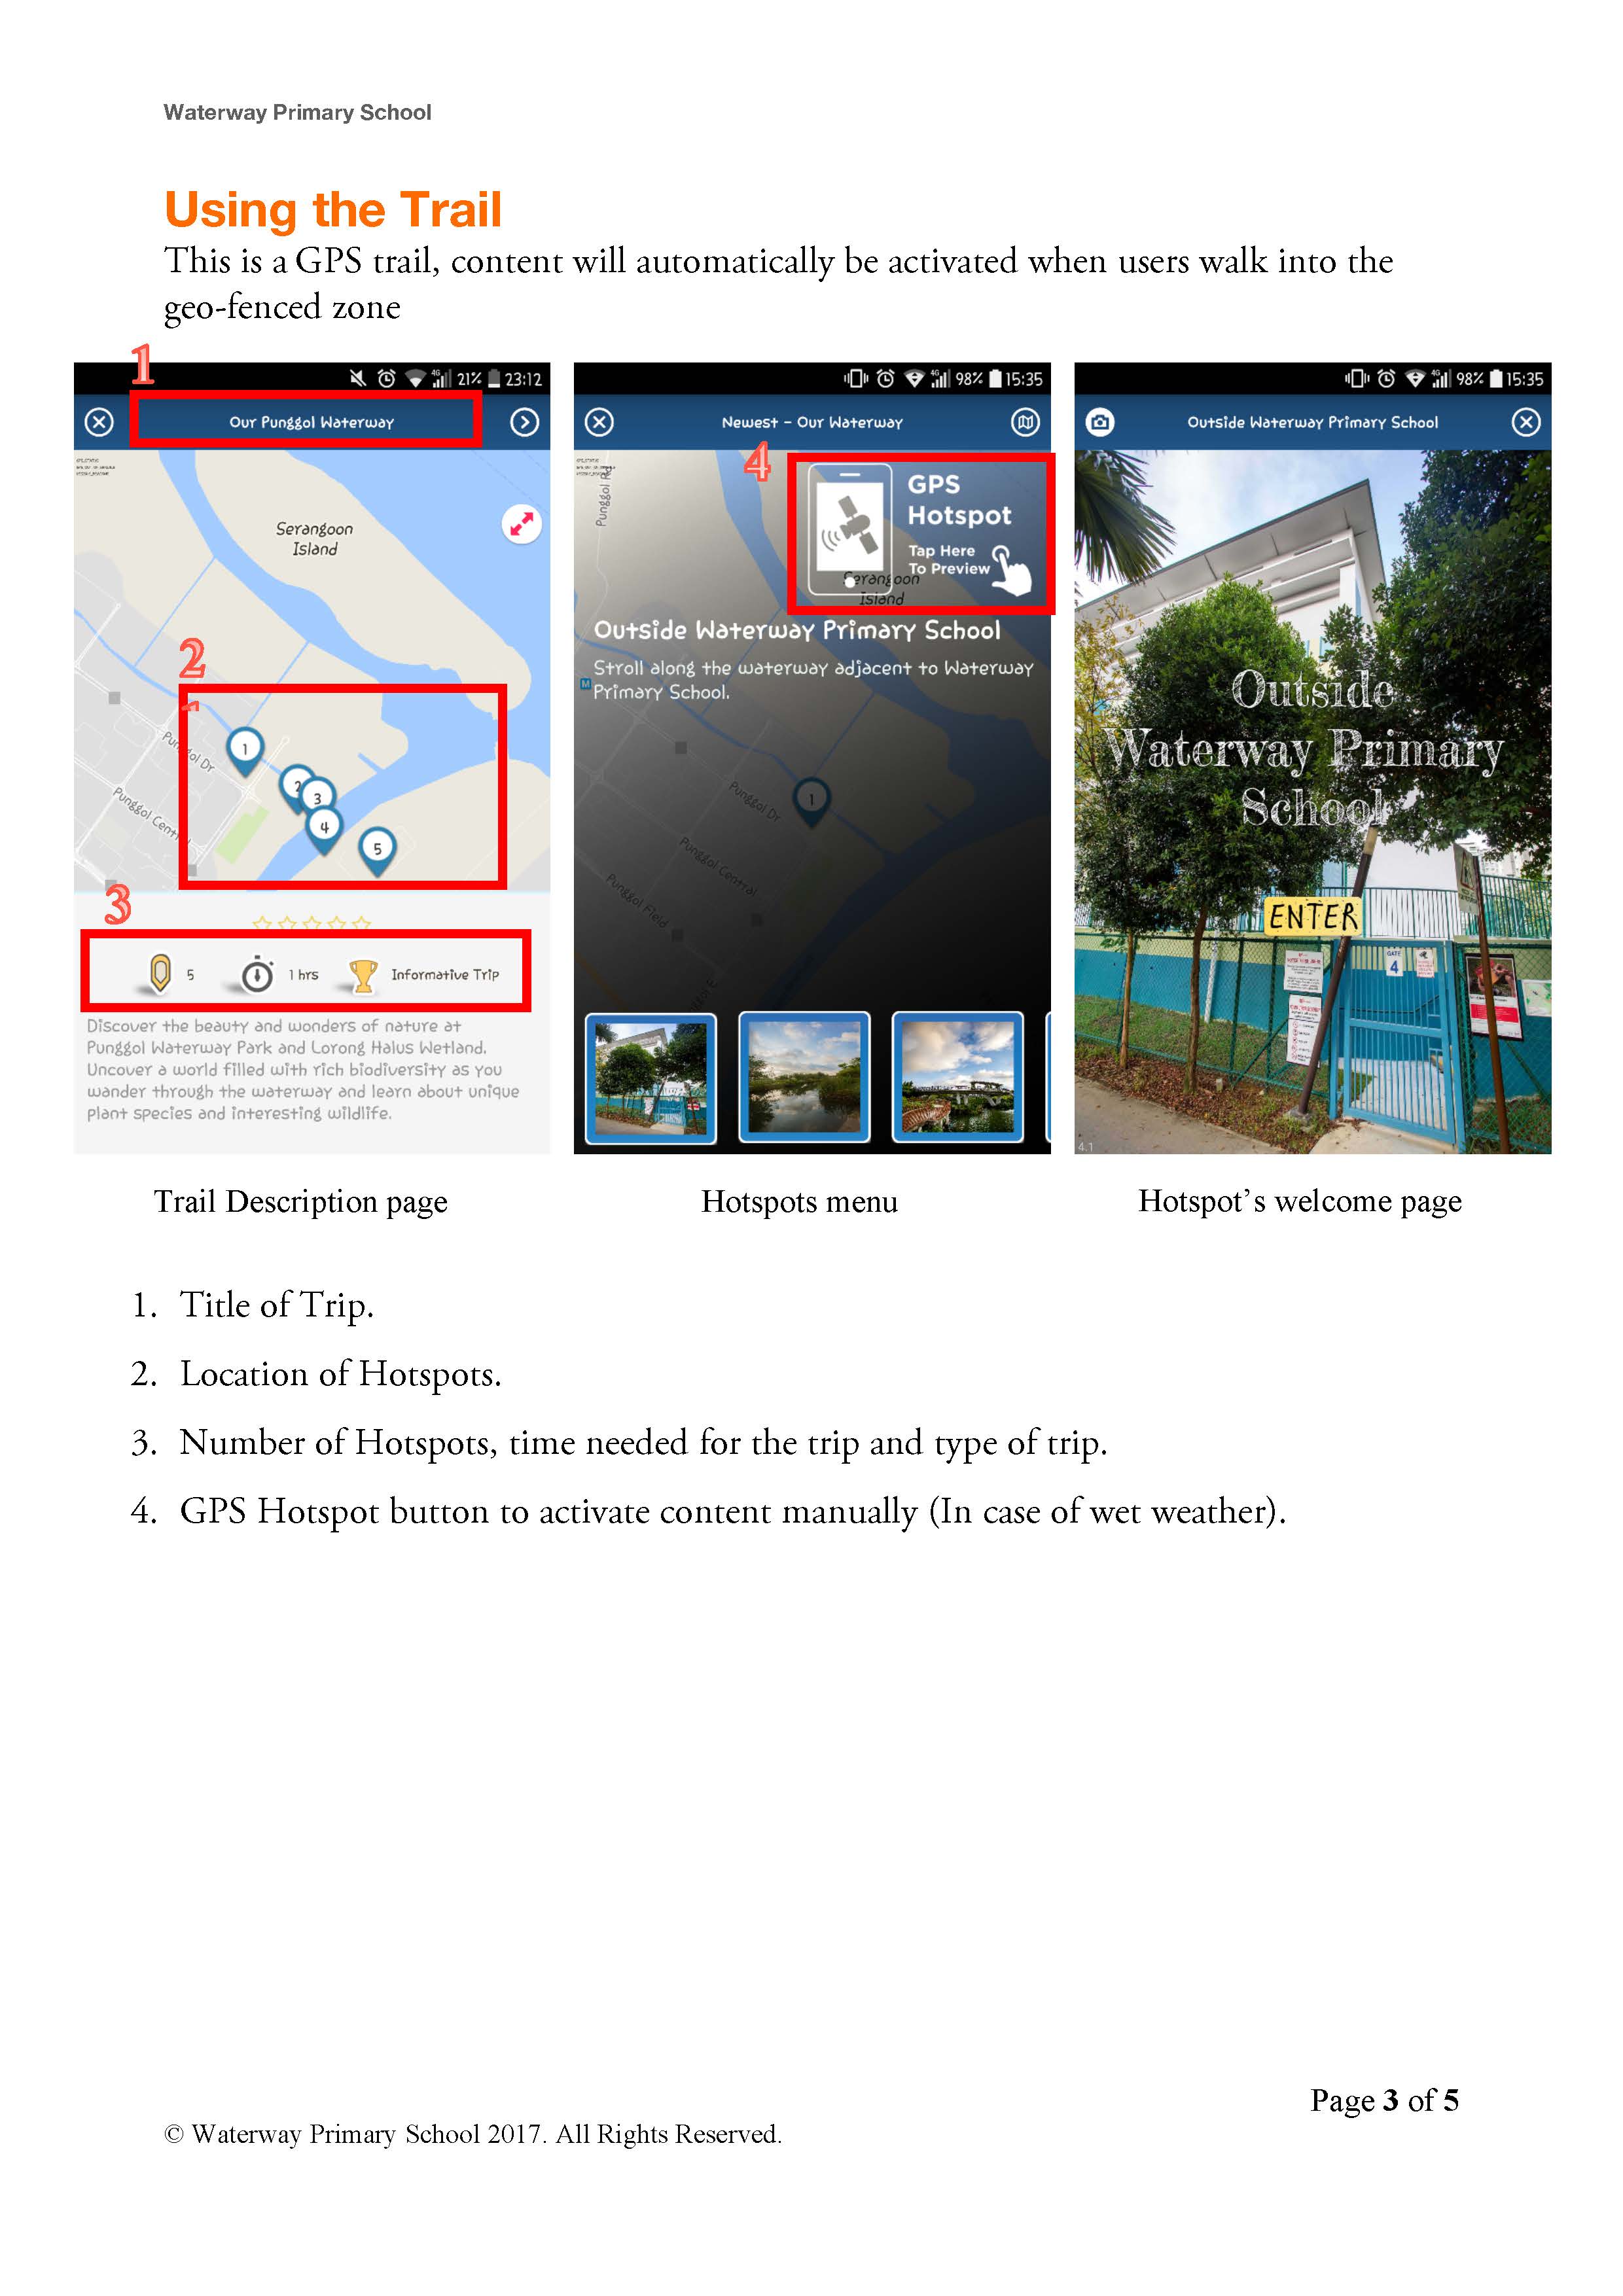 Waterway Primary School
Using the Trail
This is a GPS trail, content will automatically be activated when users walk into the
geo-fenced zone
1
4G 21% 23:12
Our Punggol Waterway
Serangoon
Island
2
Punggol Dr
Punggol Cent
1
2
3
4
5
3
5 1 hrs Informative Trip
Discover the beauty and wonders of nature at
Punggol Waterway Park and Lorong Halus Wetland.
Uncover a world filled with rich biodiversity as you
wander through the waterway and learn about unique
plant species and interesting wildlife.
4G 98% 15:35
Newest - Our Waterway
4
Punggol Rd
GPS
Hotspot
Tap Here
To Preview
Serangoon
Island
Outside Waterway Primary School
Stroll along the waterway adjacent to Waterway
Primary School.
M
1
Punggol Dr
Punggol Central
Punggol Field
4G 98% 15:35
Outside Waterway Primary School
Outside
Waterway Primary
School
ENTER
GATE
4
4.1
Trail Description page
Hotspots menu
Hotspot’s welcome page
1. Title of Trip.
2. Location of Hotspots.
3. Number of Hotspots, time needed for the trip and type of trip.
4. GPS Hotspot button to activate content manually (In case of wet weather).
Page 3 of 5
© Waterway Primary School 2017. All Rights Reserved.